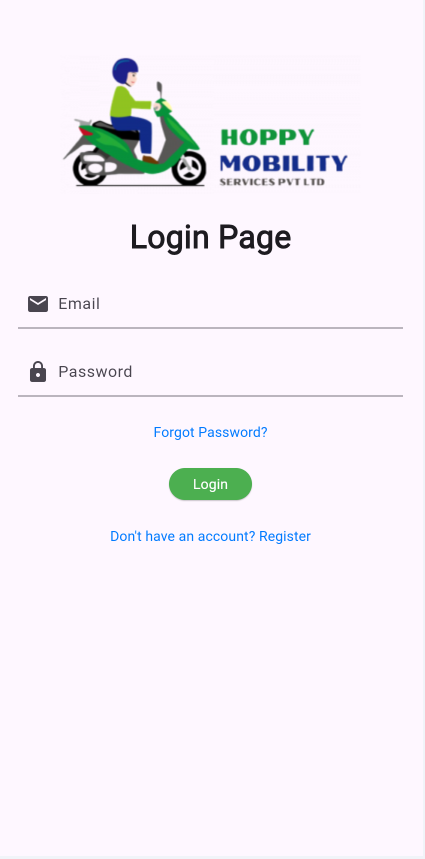 HOPPY
MOBILITY
SERVICES PVT LTD
Login Page
Email
Password
Forgot Password?
Login
Don't have an account? Register